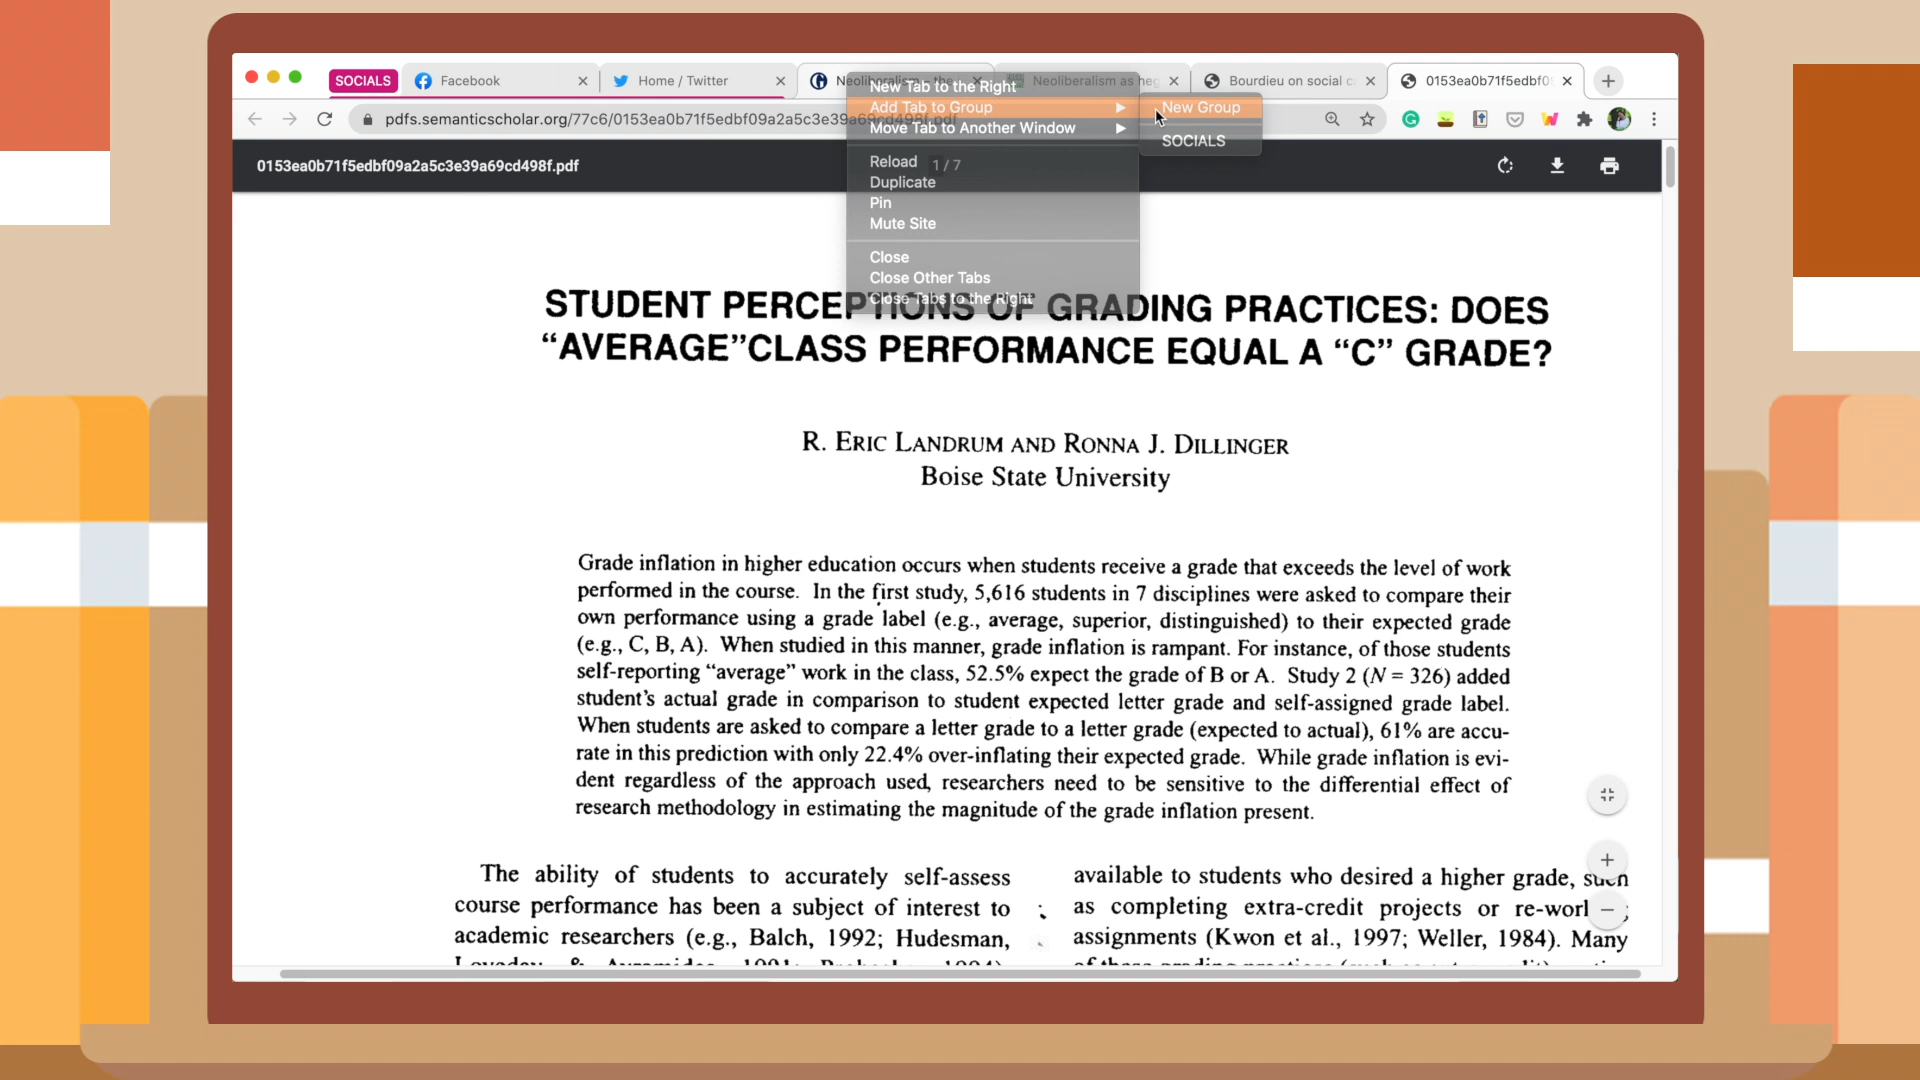 SOCIALS
Facebook
Home / Twitter
Neoliberalism - the
Neoliberalism as heg
Bourdieu on social c
0153ea0b71f5edbf0
pdfs.semanticscholar.org/77c6/0153ea0b71f5edbf09a2a5c3e39a69cd498f.pdf
New Tab to the Right
Add Tab to Group
Move Tab to Another Window
Reload
Duplicate
Pin
Mute Site
Close
Close Other Tabs
Close Tabs to the Right
New Group
SOCIALS
0153ea0b71f5edbf09a2a5c3e39a69cd498f.pdf
1 / 7
STUDENT PERCEPTIONS OF GRADING PRACTICES: DOES
“AVERAGE”CLASS PERFORMANCE EQUAL A “C” GRADE?
R. ERIC LANDRUM AND RONNA J. DILLINGER
Boise State University
Grade inflation in higher education occurs when students receive a grade that exceeds the level of work
performed in the course. In the first study, 5,616 students in 7 disciplines were asked to compare their
own performance using a grade label (e.g., average, superior, distinguished) to their expected grade
(e.g., C, B, A). When studied in this manner, grade inflation is rampant. For instance, of those students
self-reporting “average” work in the class, 52.5% expect the grade of B or A. Study 2 (N = 326) added
student’s actual grade in comparison to student expected letter grade and self-assigned grade label.
When students are asked to compare a letter grade to a letter grade (expected to actual), 61% are accu-
rate in this prediction with only 22.4% over-inflating their expected grade. While grade inflation is evi-
dent regardless of the approach used, researchers need to be sensitive to the differential effect of
research methodology in estimating the magnitude of the grade inflation present.
The ability of students to accurately self-assess
course performance has been a subject of interest to
academic researchers (e.g., Balch, 1992; Hudesman,
available to students who desired a higher grade, such
as completing extra-credit projects or
assignments (Kwon et al., 1997; Weller, 1984). Many